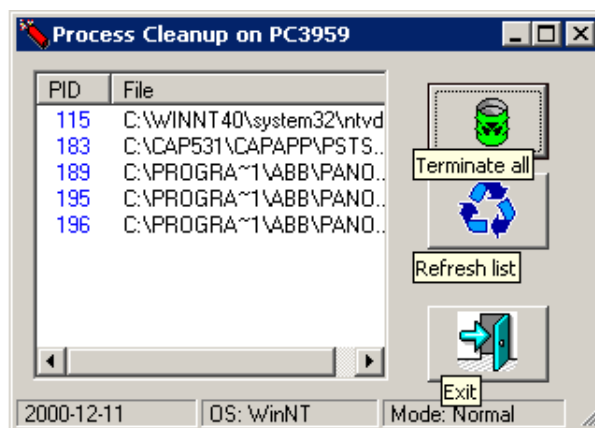 Process Cleanup on PC3959
PID File
115 C:\WINNT40\system32\ntvd
183 C:\CAP531\CAPAPP\PSTS...
189 C:\PROGRA~1\ABB\PANO...
195 C:\PROGRA~1\ABB\PANO...
196 C:\PROGRA~1\ABB\PANO...
Terminate all
Refresh list
Exit
2000-12-11 OS: WinNT Mode: Normal